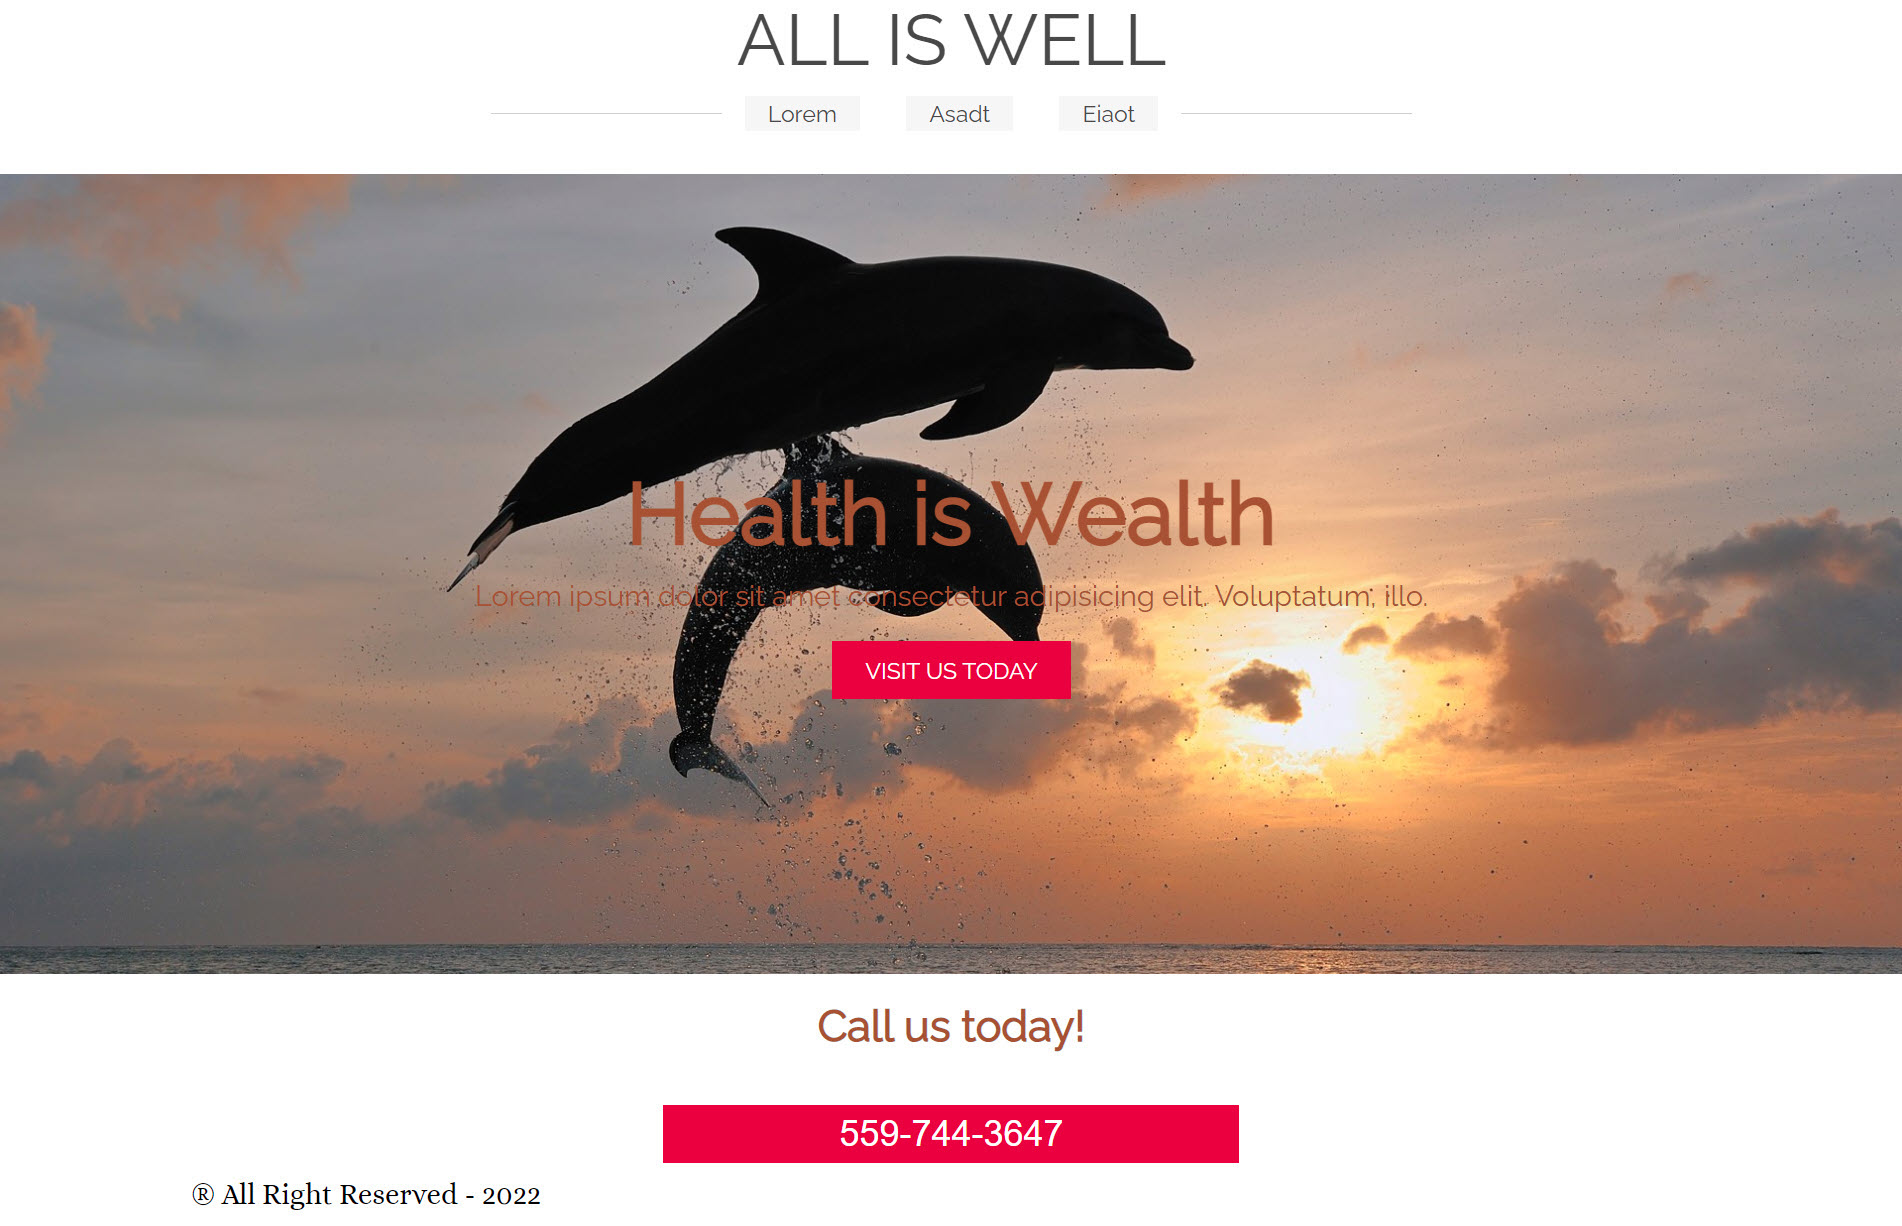 ALL IS WELL
Lorem Asadt Eiaot
Health is Wealth
Lorem ipsum dolor sit amet consectetur adipisicing elit. Voluptatum, illo.
VISIT US TODAY
Call us today!
559-744-3647
® All Right Reserved - 2022